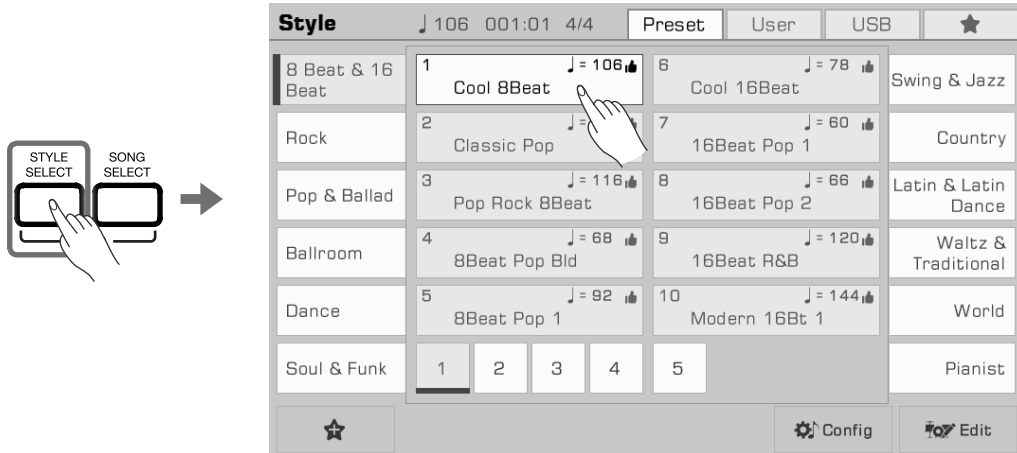 STYLE SELECT
SONG SELECT
Style
106 001:01 4/4
Preset
User
USB
8 Beat & 16 Beat
Rock
Pop & Ballad
Ballroom
Dance
Soul & Funk
1 = 106
Cool 8Beat
2 =
Classic Pop
3 = 116
Pop Rock 8Beat
4 = 68
8Beat Pop Bld
5 = 92
8Beat Pop 1
6 = 78
Cool 16Beat
7 = 60
16Beat Pop 1
8 = 66
16Beat Pop 2
9 = 120
16Beat R&B
10 = 144
Modern 16Bt 1
1 2 3 4 5
Swing & Jazz
Country
Latin & Latin Dance
Waltz & Traditional
World
Pianist
Config
Edit